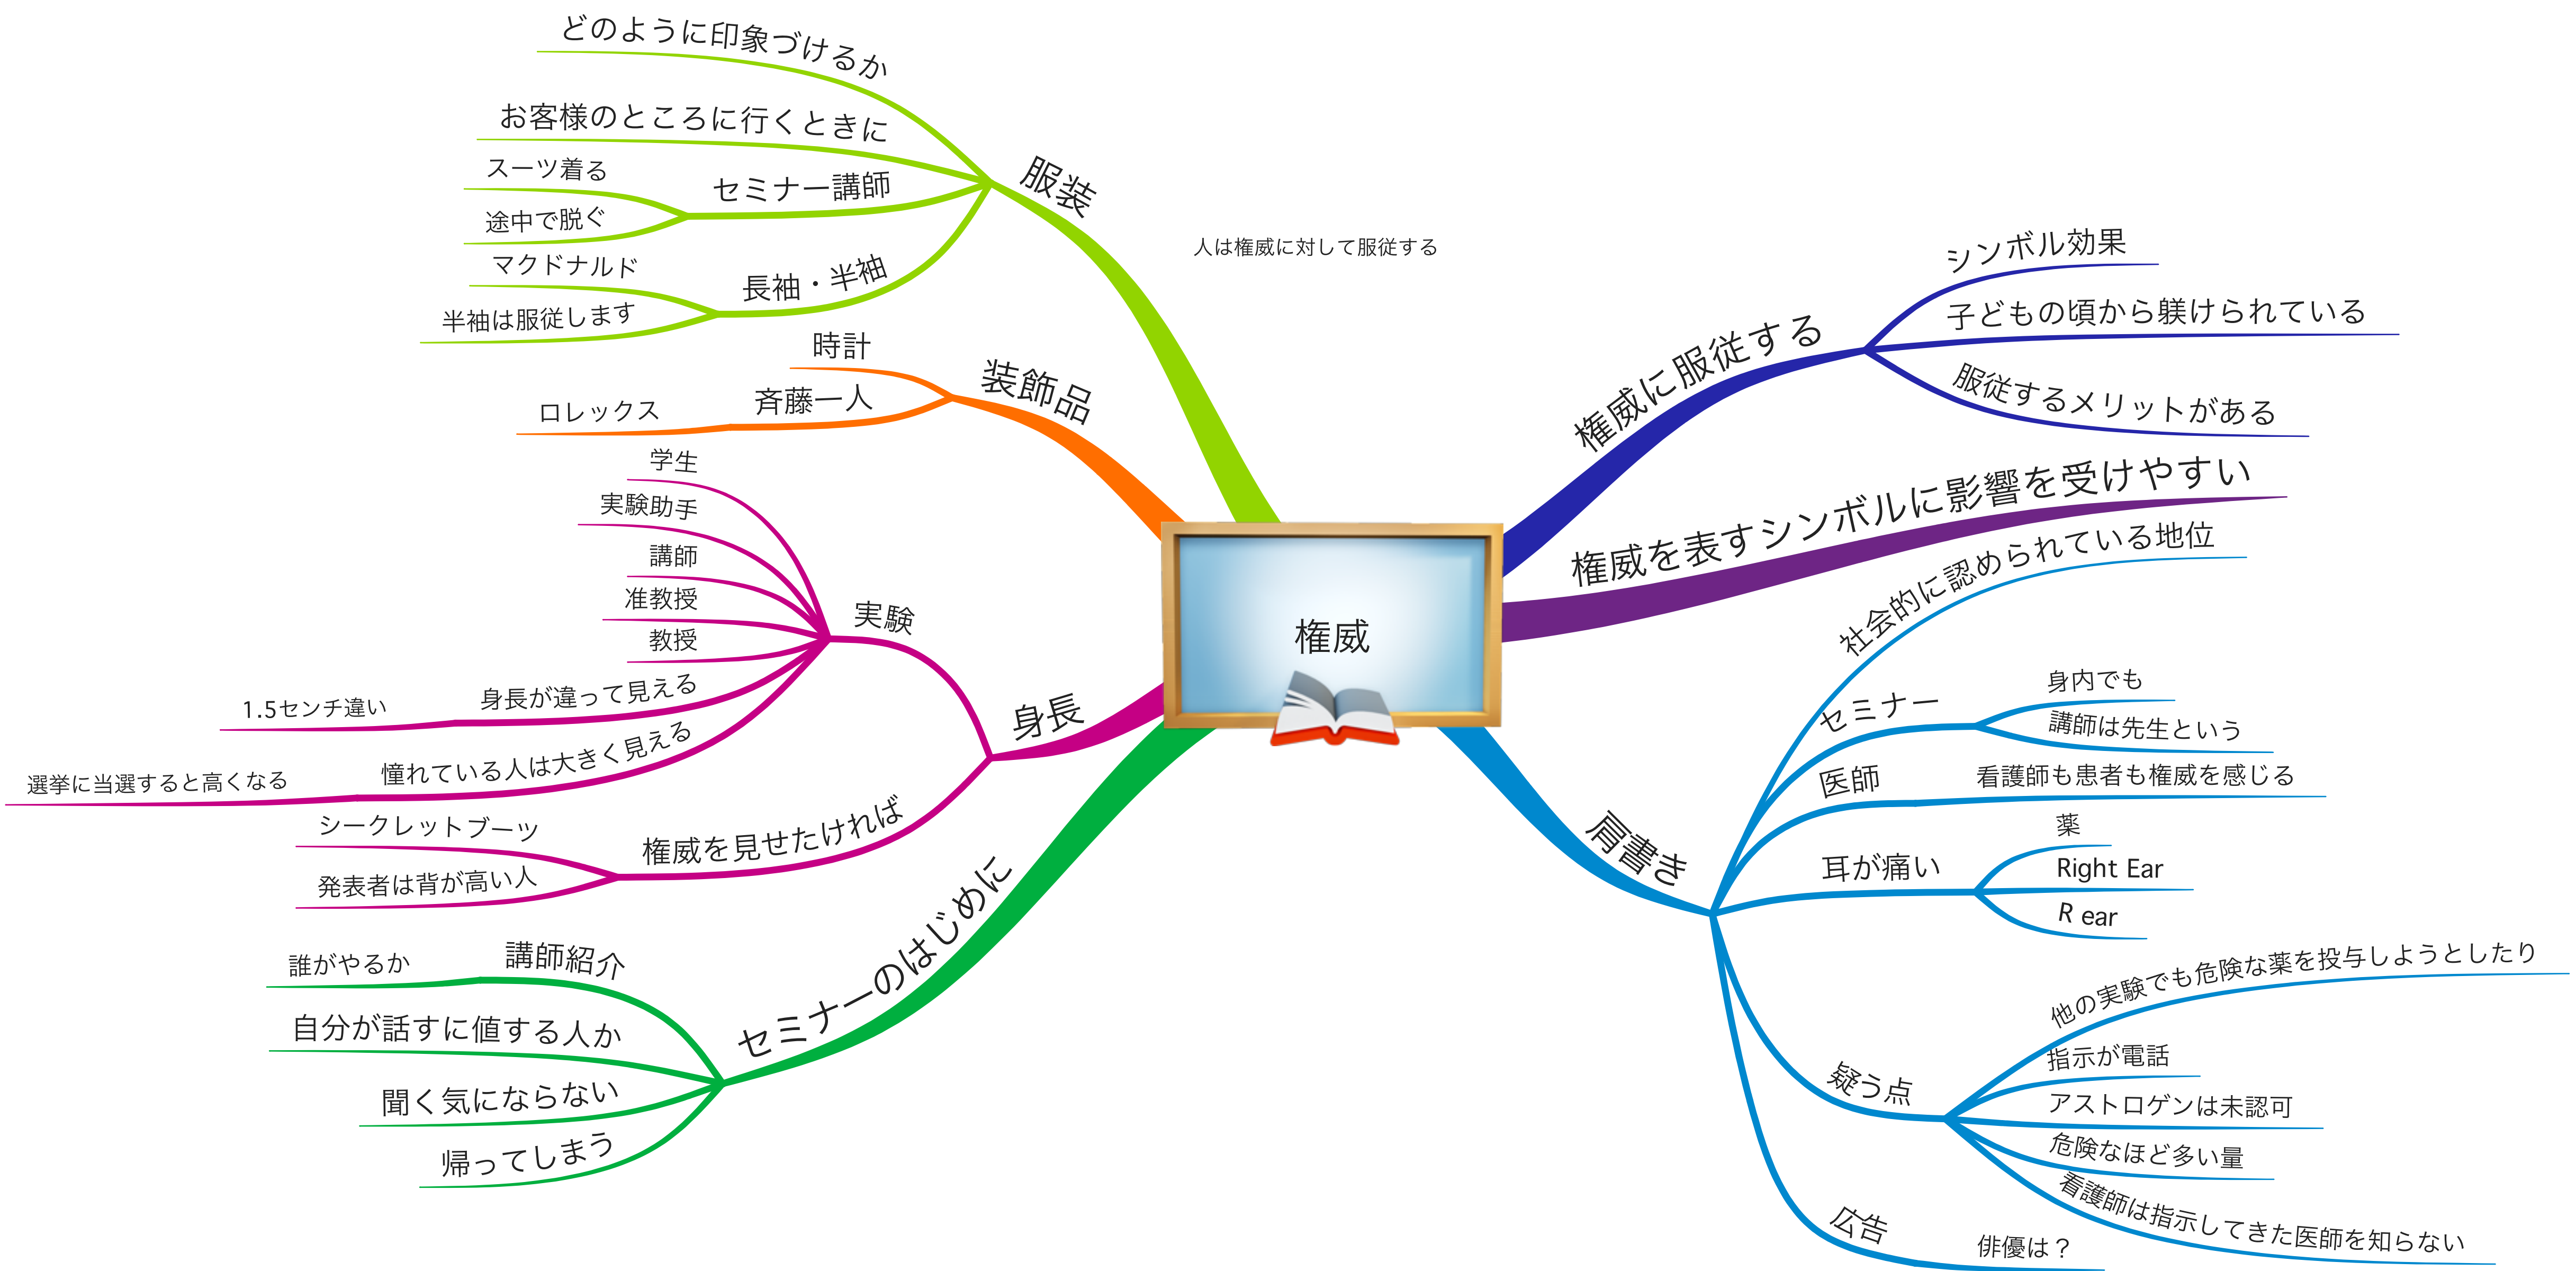 権威
人は権威に対して服従する
権威に服従する
シンボル効果
子どもの頃から躾けられている
服従するメリットがある
権威を表すシンボルに影響を受けやすい
肩書き
社会的に認められている地位
セミナー
身内でも
講師は先生という
医師
看護師も患者も権威を感じる
耳が痛い
薬
Right Ear
R ear
疑う点
他の実験でも危険な薬を投与しようとしたり
指示が電話
アストロゲンは未認可
危険なほど多い量
看護師は指示してきた医師を知らない
広告
俳優は？
服装
どのように印象づけるか
お客様のところに行くときに
セミナー講師
スーツ着る
途中で脱ぐ
長袖・半袖
マクドナルド
半袖は服従します
装飾品
時計
斉藤一人
ロレックス
身長
実験
学生
実験助手
講師
准教授
教授
身長が違って見える
1.5センチ違い
憧れている人は大きく見える
選挙に当選すると高くなる
権威を見せたければ
シークレットブーツ
発表者は背が高い人
セミナーのはじめに
講師紹介
誰がやるか
自分が話すに値する人か
聞く気にならない
帰ってしまう